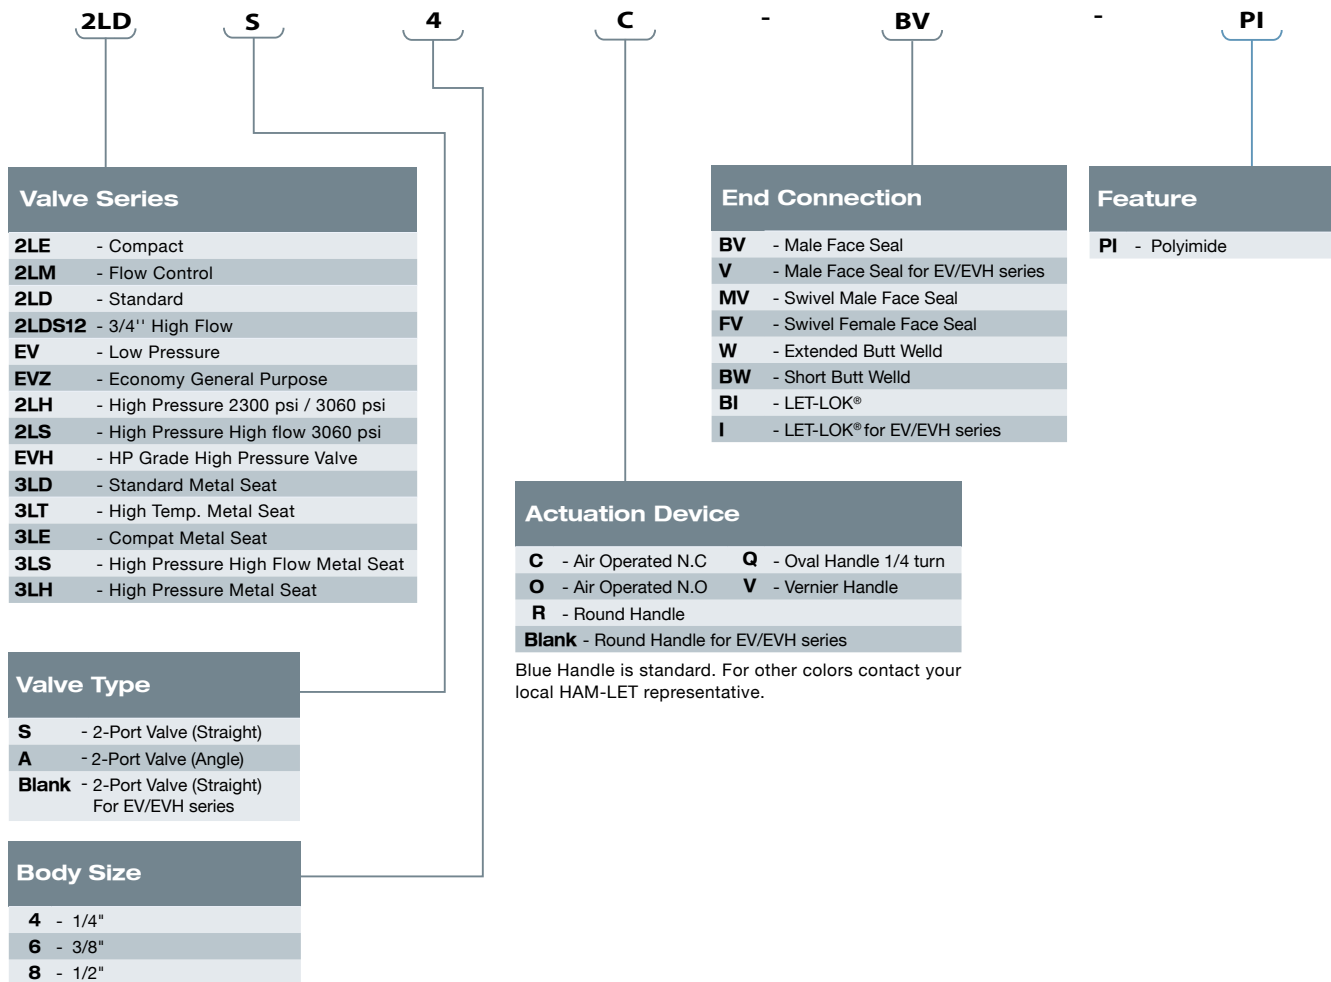 2LD S 4 C - BV - PI
Valve Series
2LE - Compact
2LM - Flow Control
2LD - Standard
2LDS12 - 3/4'' High Flow
EV - Low Pressure
EVZ - Economy General Purpose
2LH - High Pressure 2300 psi / 3060 psi
2LS - High Pressure High flow 3060 psi
EVH - HP Grade High Pressure Valve
3LD - Standard Metal Seat
3LT - High Temp. Metal Seat
3LE - Compat Metal Seat
3LS - High Pressure High Flow Metal Seat
3LH - High Pressure Metal Seat
Valve Type
S - 2-Port Valve (Straight)
A - 2-Port Valve (Angle)
Blank - 2-Port Valve (Straight)
For EV/EVH series
Body Size
4 - 1/4"
6 - 3/8"
8 - 1/2"
Actuation Device
C - Air Operated N.C Q - Oval Handle 1/4 turn
O - Air Operated N.O V - Vernier Handle
R - Round Handle
Blank - Round Handle for EV/EVH series
Blue Handle is standard. For other colors contact your
local HAM-LET representative.
End Connection
BV - Male Face Seal
V - Male Face Seal for EV/EVH series
MV - Swivel Male Face Seal
FV - Swivel Female Face Seal
W - Extended Butt Welld
BW - Short Butt Welld
BI - LET-LOK®
I - LET-LOK® for EV/EVH series
Feature
PI - Polyimide